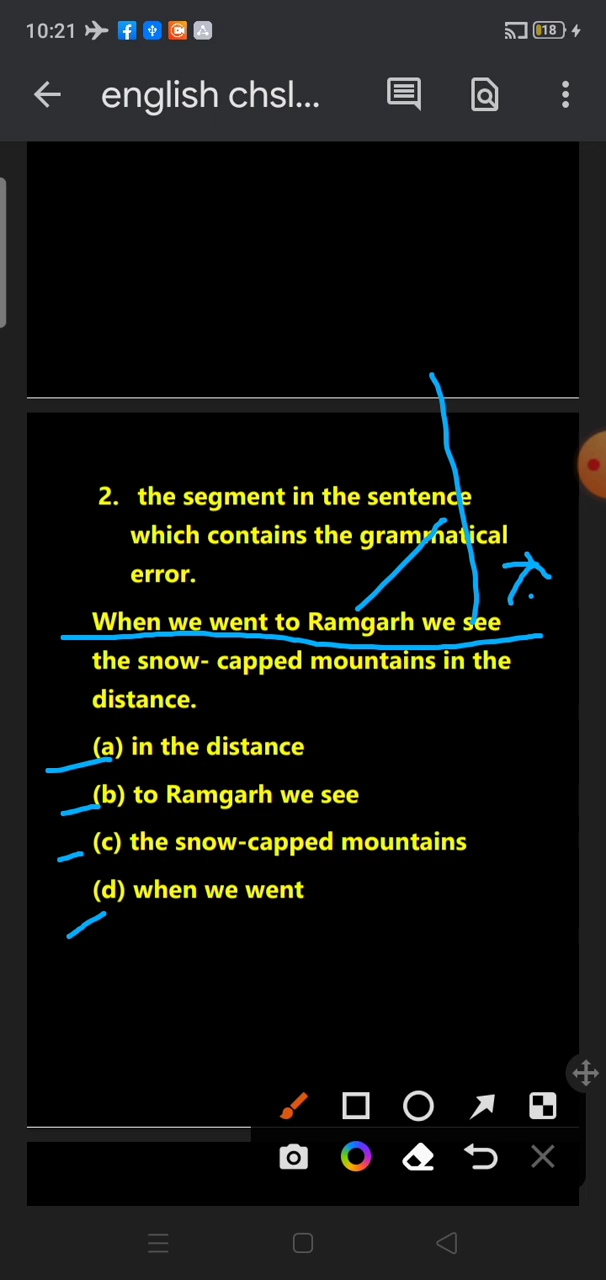 10:21
18
english chsl...
2. the segment in the sentence
which contains the grammatical
error.
When we went to Ramgarh we see
the snow- capped mountains in the
distance.
(a) in the distance
(b) to Ramgarh we see
(c) the snow-capped mountains
(d) when we went